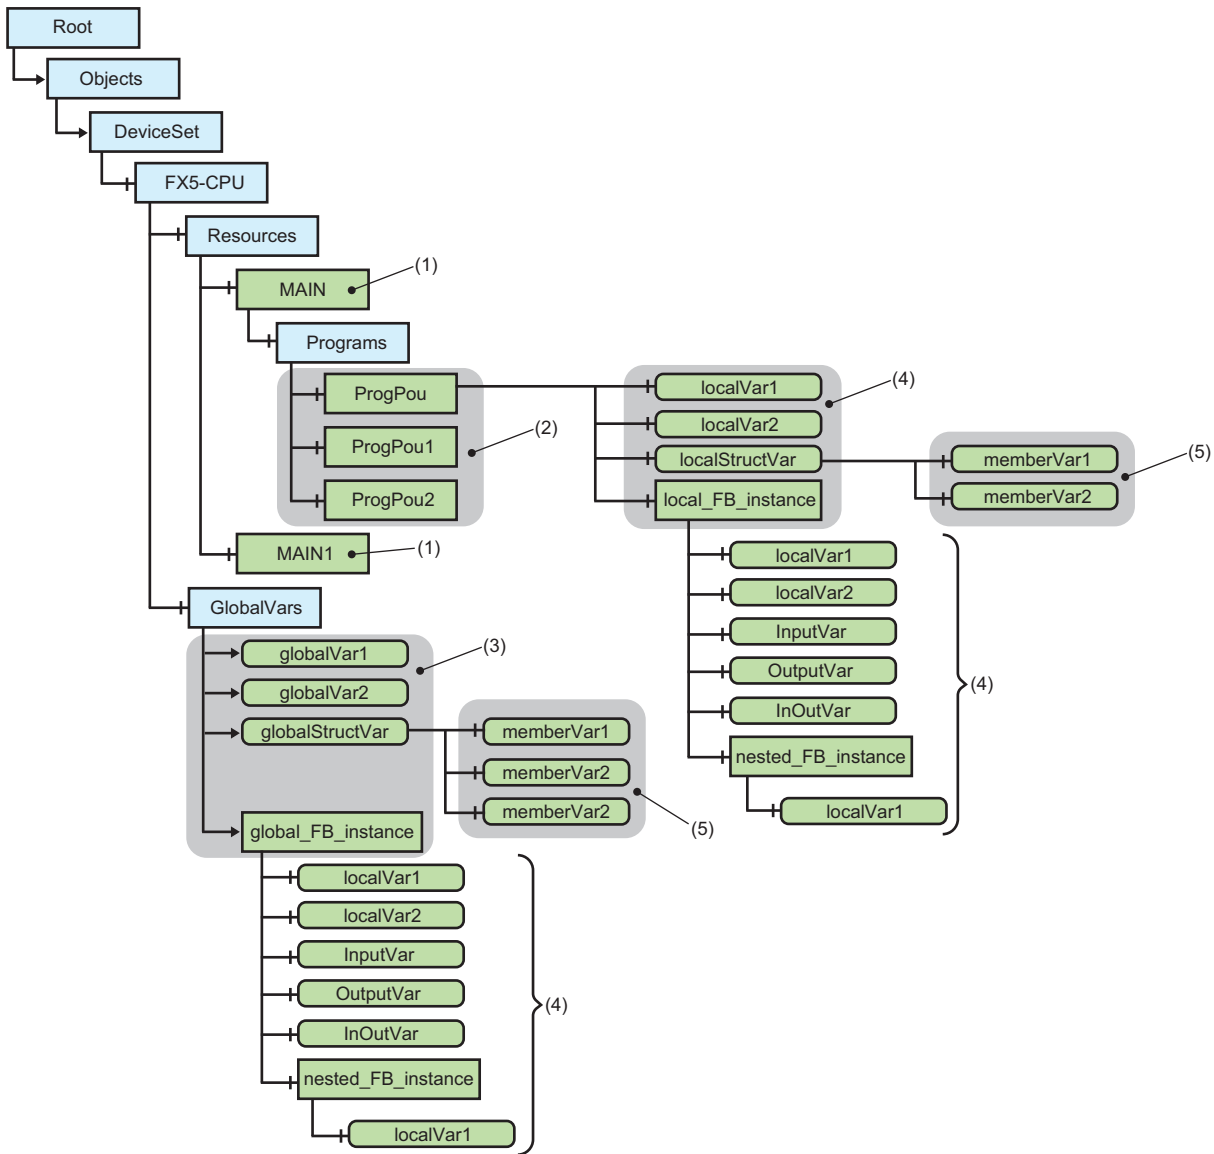 Root
Objects
DeviceSet
FX5-CPU
Resources
(1)
MAIN
Programs
ProgPou
ProgPou1
ProgPou2
(2)
localVar1
localVar2
localStructVar
local_FB_instance
(4)
memberVar1
memberVar2
(5)
MAIN1
(1)
localVar1
localVar2
InputVar
OutputVar
InOutVar
nested_FB_instance
localVar1
(4)
GlobalVars
globalVar1
globalVar2
globalStructVar
global_FB_instance
(3)
memberVar1
memberVar2
memberVar2
(5)
localVar1
localVar2
InputVar
OutputVar
InOutVar
nested_FB_instance
localVar1
(4)